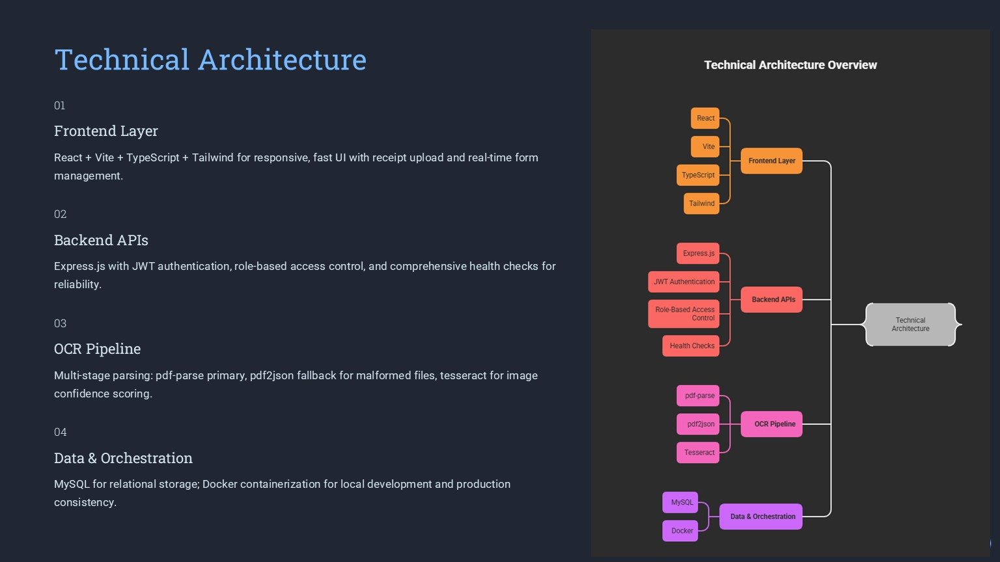 Technical Architecture
01
Frontend Layer
React + Vite + TypeScript + Tailwind for responsive, fast UI with receipt upload and real-time form
management.
02
Backend APIs
Express.js with JWT authentication, role-based access control, and comprehensive health checks for
reliability.
03
OCR Pipeline
Multi-stage parsing: pdf-parse primary, pdf2json fallback for malformed files, tesseract for image
confidence scoring.
04
Data & Orchestration
MySQL for relational storage; Docker containerization for local development and production
consistency.
Technical Architecture Overview
React
Vite
TypeScript
Tailwind
Frontend Layer
Express.js
JWT Authentication
Role-Based Access
Control
Health Checks
Backend APIs
pdf-parse
pdf2json
Tesseract
OCR Pipeline
MySQL
Docker
Data & Orchestration
Technical
Architecture